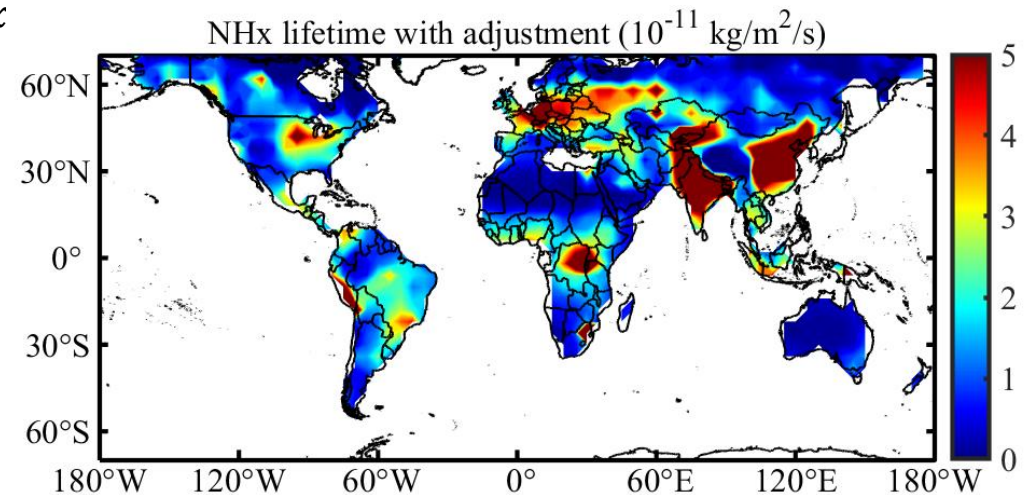 NHx lifetime with adjustment (10⁻¹¹ kg/m²/s)
5
60°N
4
30°N
3
0°
2
30°S
1
60°S
0
180°W 120°W 60°W 0° 60°E 120°E 180°W